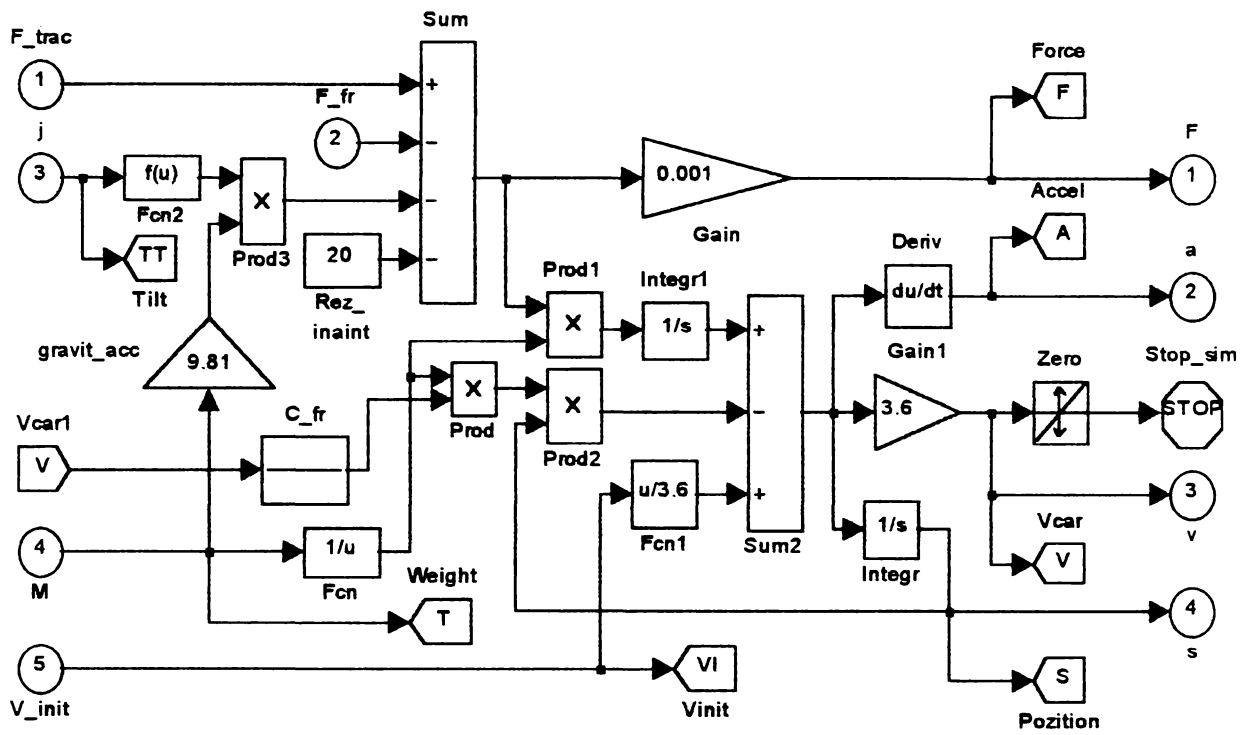 Sum
F_trac
1
+
Force
F
F_fr
2
-
j
3
f(u)
Fcn2
X
Prod3
-
0.001
Gain
F
1
Accel
A
TT
Tilt
20
Rez_
inaint
-
Prod1
X
Integr1
1/s
+
Deriv
du/dt
Gain1
a
2
gravit_acc
9.81
X
Prod
X
Prod2
-
3.6
Zero
Stop_sim
STOP
Vcar1
V
C_fr
u/3.6
Fcn1
+
Sum2
1/s
Integr
3
v
Vcar
V
4
M
1/u
Fcn
Weight
T
4
s
5
V_init
VI
Vinit
S
Pozition